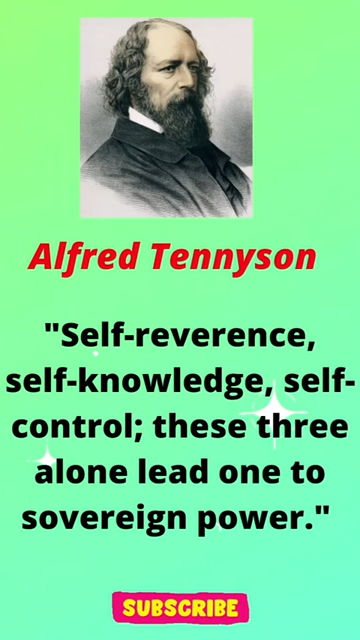 Alfred Tennyson
"Self-reverence,
self-knowledge, self-
control; these three
alone lead one to
sovereign power."
SUBSCRIBE